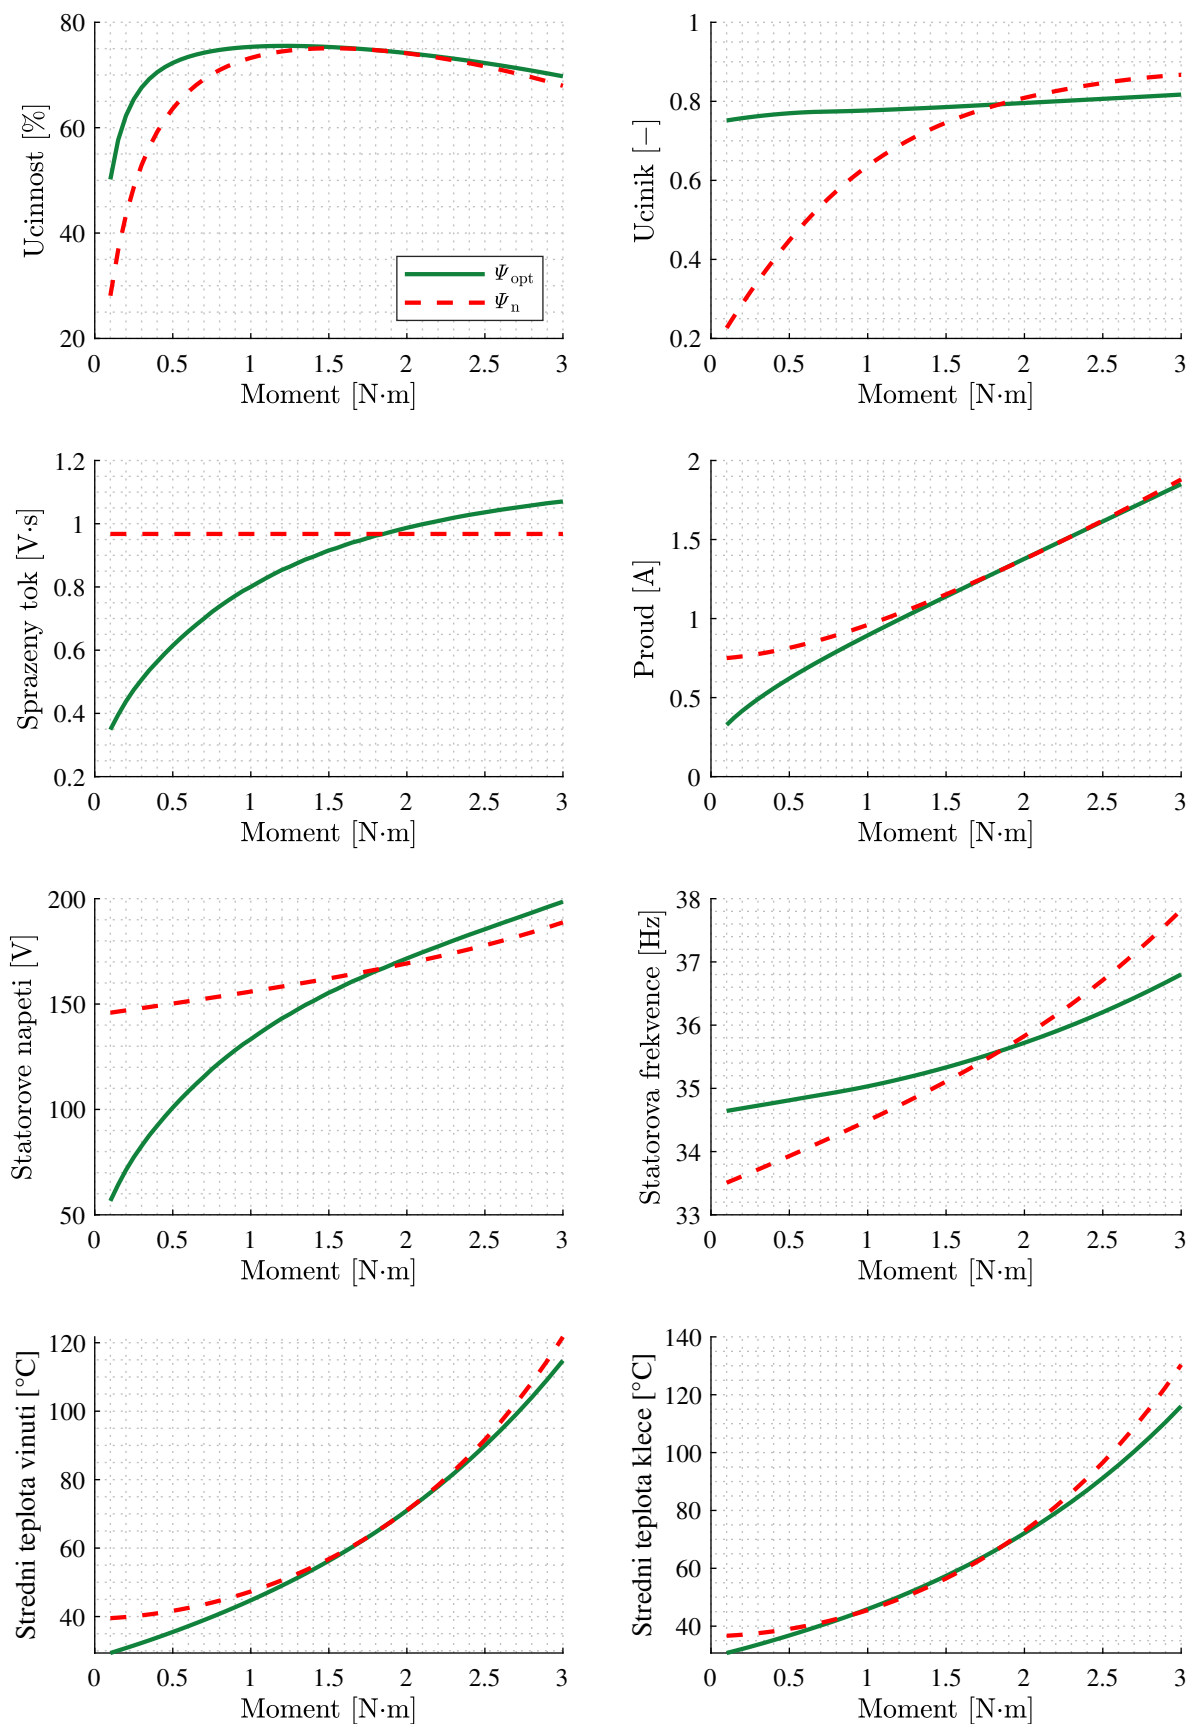 80
60
40
20
Ucinnost [%]
Ψopt
Ψn
0 0.5 1 1.5 2 2.5 3
Moment [N·m]
1
0.8
0.6
0.4
0.2
Ucinik [−]
0 0.5 1 1.5 2 2.5 3
Moment [N·m]
1.2
1
0.8
0.6
0.4
0.2
Sprazeny tok [V·s]
0 0.5 1 1.5 2 2.5 3
Moment [N·m]
2
1.5
1
0.5
0
Proud [A]
0 0.5 1 1.5 2 2.5 3
Moment [N·m]
200
150
100
50
Statorove napeti [V]
0 0.5 1 1.5 2 2.5 3
Moment [N·m]
38
37
36
35
34
33
Statorova frekvence [Hz]
0 0.5 1 1.5 2 2.5 3
Moment [N·m]
120
100
80
60
40
Stredni teplota vinuti [°C]
0 0.5 1 1.5 2 2.5 3
Moment [N·m]
140
120
100
80
60
40
Stredni teplota klece [°C]
0 0.5 1 1.5 2 2.5 3
Moment [N·m]